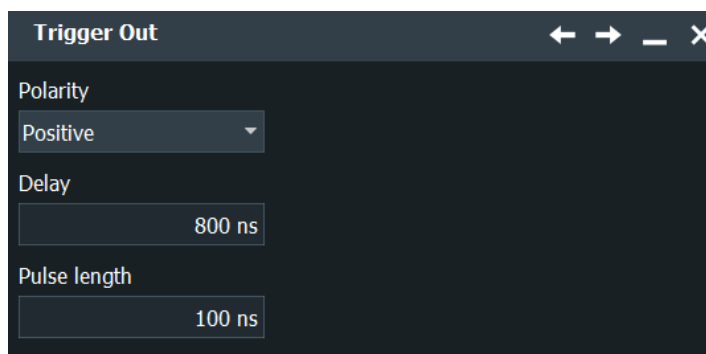 Trigger Out
Polarity
Positive
Delay
800 ns
Pulse length
100 ns